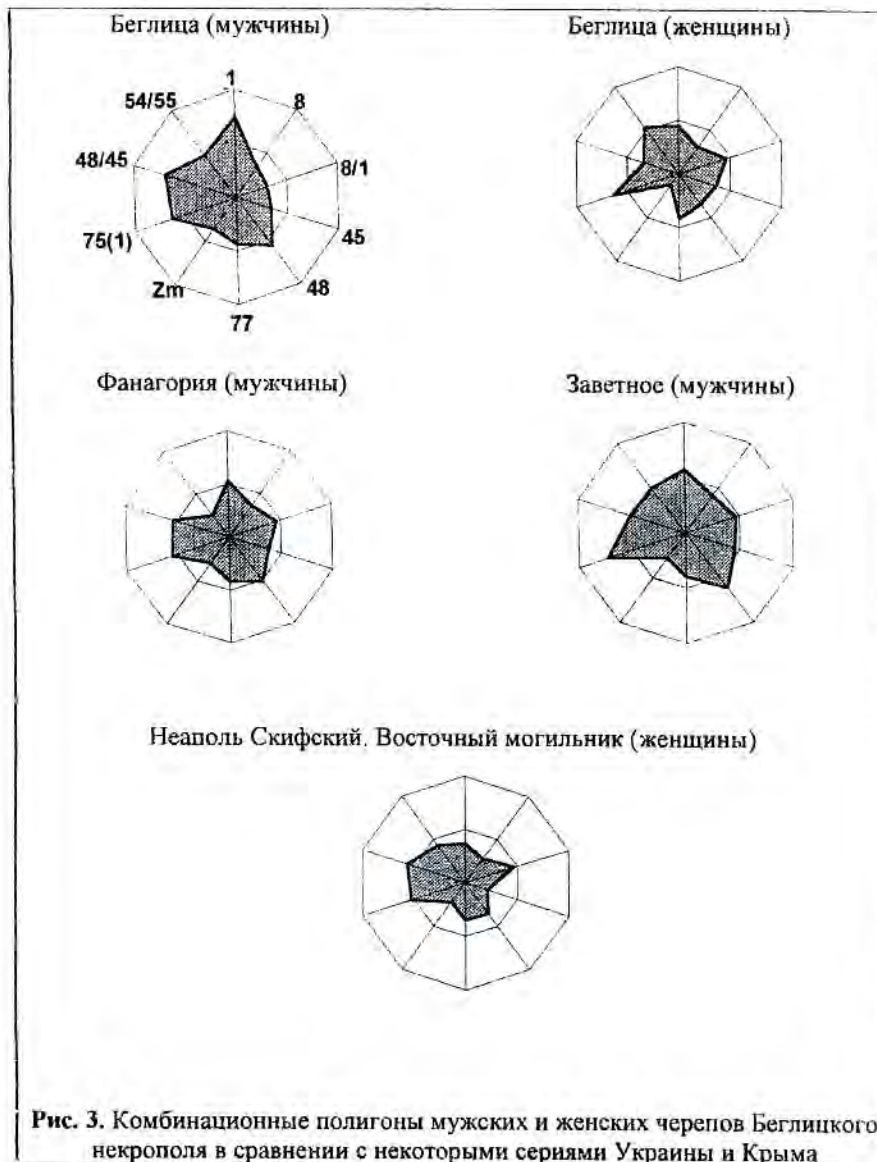 Беглица (мужчины)
Беглица (женщины)
1
54/55
8
48/45
8/1
75(1)
45
Zm
48
77
Фанагория (мужчины)
Заветное (мужчины)
Неаполь Скифский. Восточный могильник (женщины)
Рис. 3. Комбинационные полигоны мужских и женских черепов Беглицкого
некрополя в сравнении с некоторыми сериями Украины и Крыма